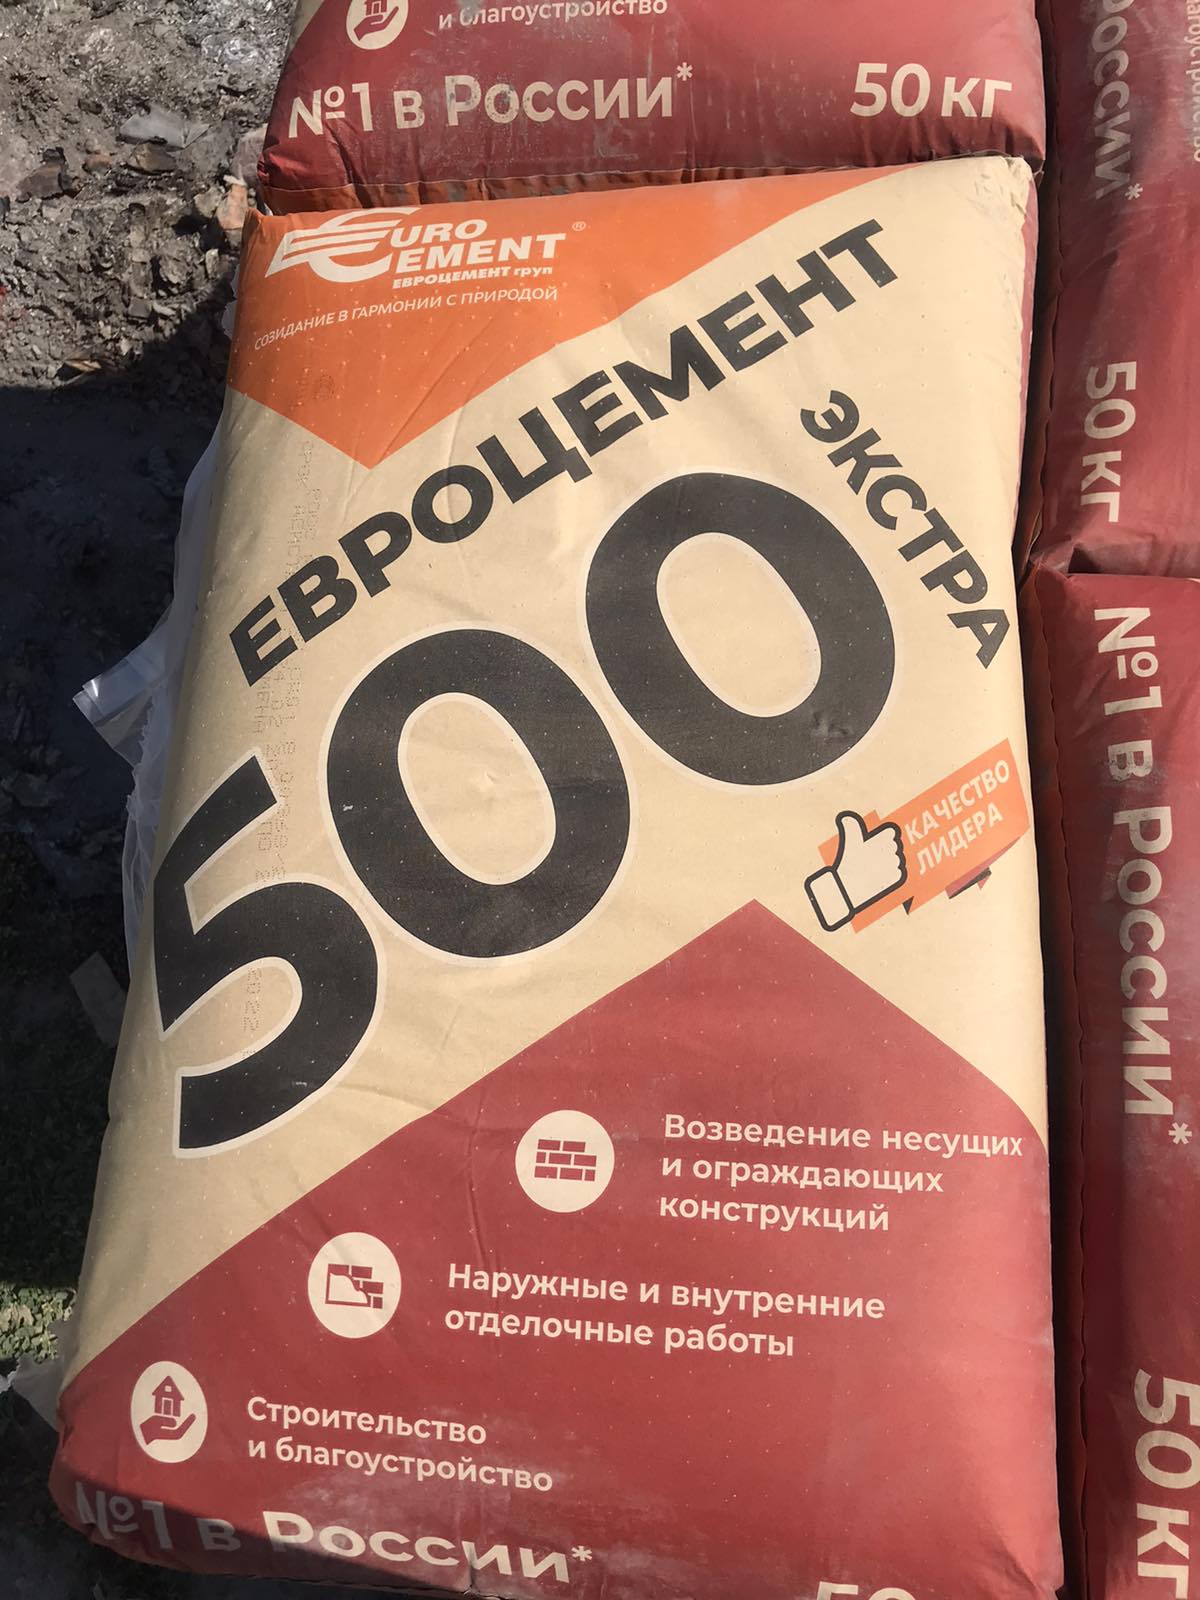 и благоустройство
№1 в России*
50 кг
EURO
CEMENT ®
ЕВРОЦЕМЕНТ груп
СОЗИДАНИЕ В ГАРМОНИИ С ПРИРОДОЙ
ЕВРОЦЕМЕНТ
500
ЭКСТРА
КАЧЕСТВО
ЛИДЕРА
Возведение несущих
и ограждающих
конструкций
Наружные и внутренние
отделочные работы
Строительство
и благоустройство
№1 в России*
50
России*
50 кг
№1 в России*
50 кг